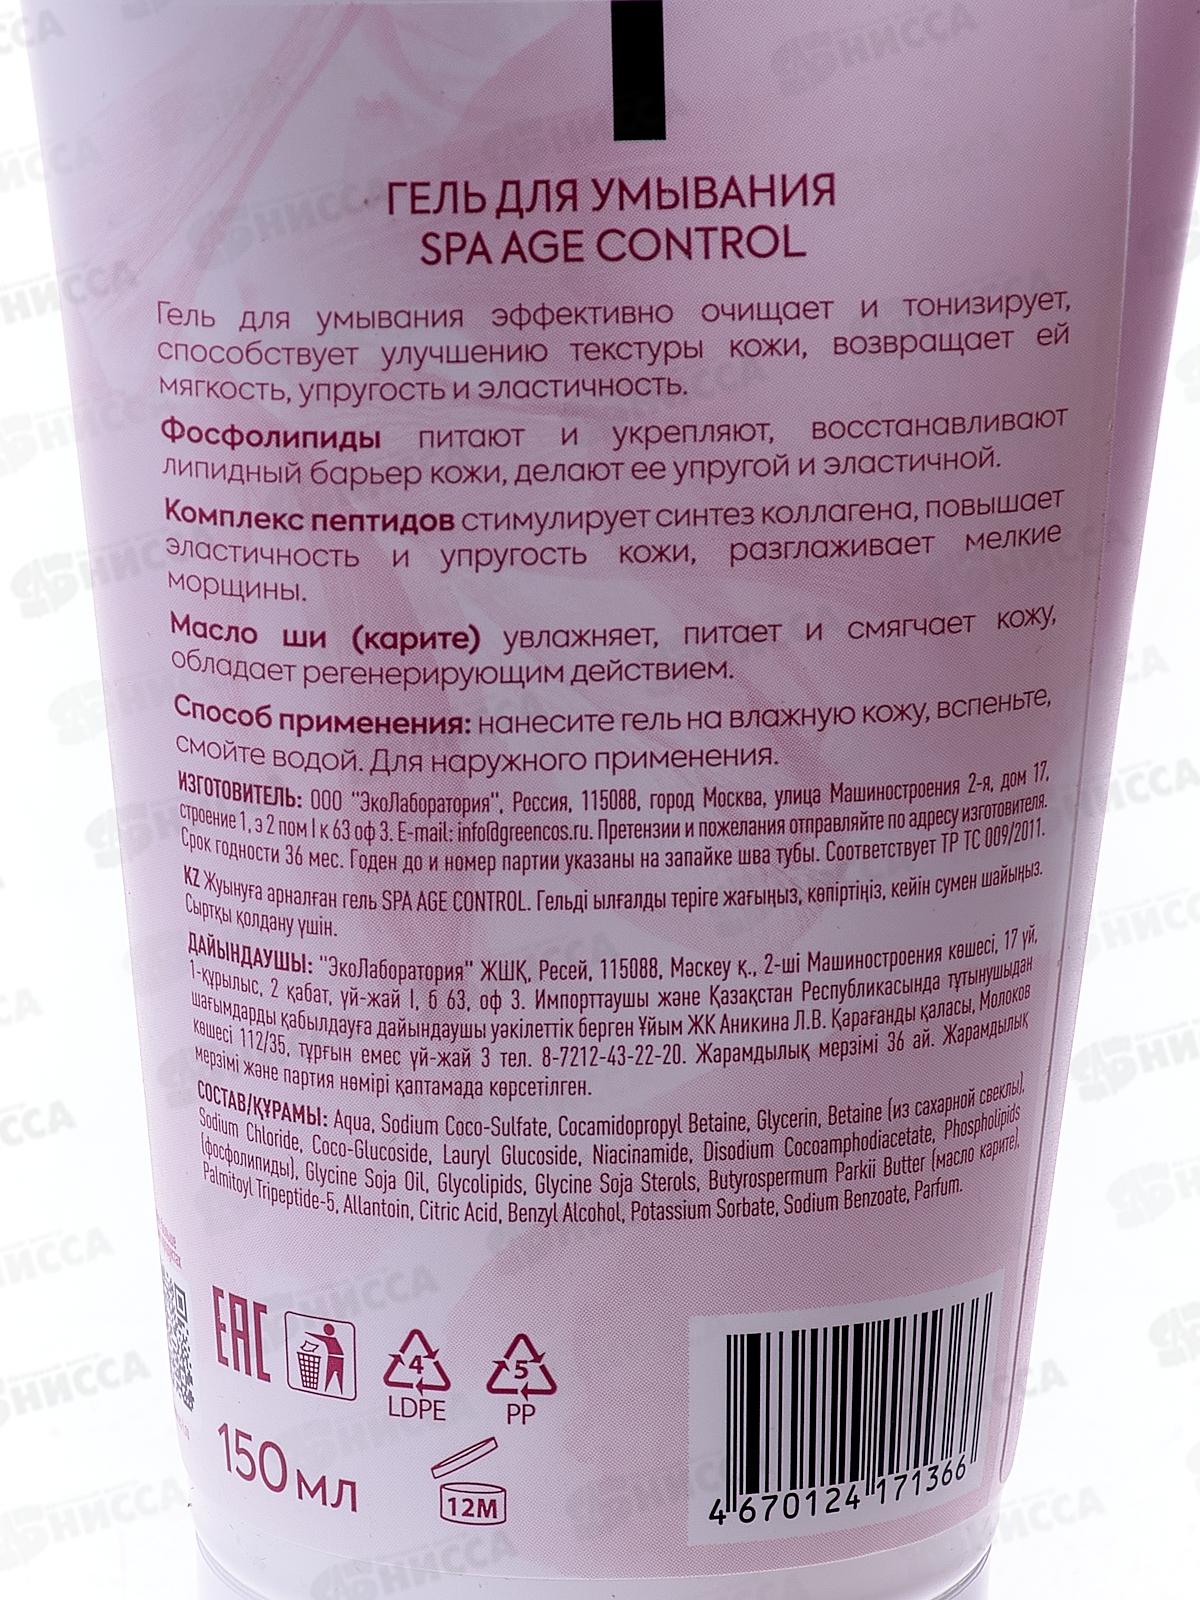 ГЕЛЬ ДЛЯ УМЫВАНИЯ
SPA AGE CONTROL
Гель для умывания эффективно очищает и тонизирует,
способствует улучшению текстуры кожи, возвращает ей
мягкость, упругость и эластичность.
Фосфолипиды питают и укрепляют, восстанавливают
липидный барьер кожи, делают ее упругой и эластичной.
Комплекс пептидов стимулирует синтез коллагена, повышает
эластичность и упругость кожи, разглаживает мелкие
морщины.
Масло ши (карите) увлажняет, питает и смягчает кожу,
обладает регенерирующим действием.
Способ применения: нанесите гель на влажную кожу, вспеньте,
смойте водой. Для наружного применения.
ИЗГОТОВИТЕЛЬ: ООО "ЭкоЛаборатория", Россия, 115088, город Москва, улица Машиностроения 2-я, дом 17,
строение 1, э 2 пом I к 63 оф 3. E-mail: info@greencos.ru. Претензии и пожелания отправляйте по адресу изготовителя.
Срок годности 36 мес. Годен до и номер партии указаны на запайке шва тубы. Соответствует ТР ТС 009/2011.
KZ Жуынуға арналған гель SPA AGE CONTROL. Гельді ылғалды теріге жағыңыз, көпіртіңіз, кейін сумен шайыңыз.
Сыртқы қолдану үшін.
ДАЙЫНДАУШЫ: "ЭкоЛаборатория" ЖШҚ, Ресей, 115088, Мәскеу қ., 2-ші Машиностроения көшесі, 17 үй,
1-құрылыс, 2 қабат, үй-жай I, б 63, оф 3. Импорттаушы және Қазақстан Республикасында тұтынушыдан
шағымдарды қабылдауға дайындаушы уәкілеттік берген Ұйым ЖК Аникина Л.В. Қарағанды қаласы, Молоков
көшесі 112/35, тұрғын емес үй-жай 3 тел. 8-7212-43-22-20. Жарамдылық мерзімі 36 ай. Жарамдылық
мерзімі және партия нөмірі қаптамада көрсетілген.
СОСТАВ/ҚҰРАМЫ: Aqua, Sodium Coco-Sulfate, Cocamidopropyl Betaine, Glycerin, Betaine (из сахарной свеклы),
Sodium Chloride, Coco-Glucoside, Lauryl Glucoside, Niacinamide, Disodium Cocoamphodiacetate, Phospholipids
(фосфолипиды), Glycine Soja Oil, Glycolipids, Glycine Soja Sterols, Butyrospermum Parkii Butter (масло карите),
Palmitoyl Tripeptide-5, Allantoin, Citric Acid, Benzyl Alcohol, Potassium Sorbate, Sodium Benzoate, Parfum.
EAC
4
LDPE
5
PP
150 мл
12M
4 670124 171366
НИССА